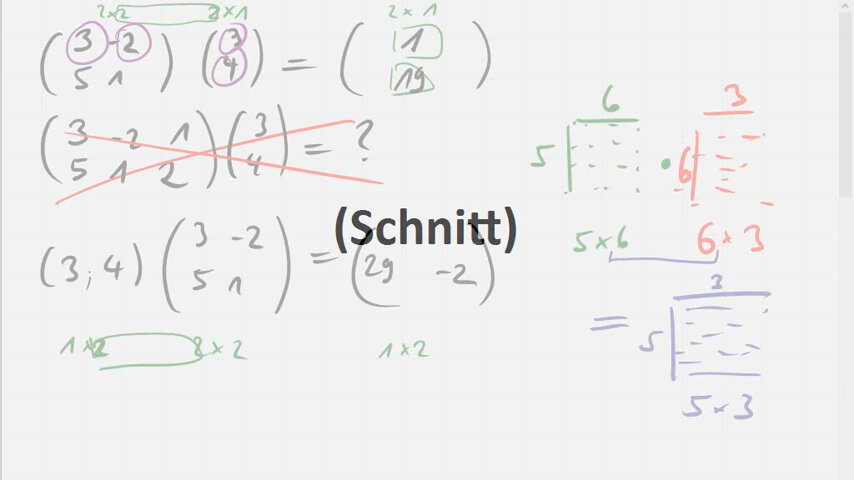 2×2 2×1 2×1
( 3 -2 ) ( 3 ) = ( 1 )
( 5 1 ) ( 4 ) ( 19 )
( 3 -2 1 ) ( 3 ) = ?
( 5 1 2 ) ( 4 )
(Schnitt)
(3 ; 4) ( 3 -2 ) = ( 29 -2 )
( 5 1 )
1×2 2×2 1×2
6 3
5 • 6
5×6 6×3
3
= 5
5×3